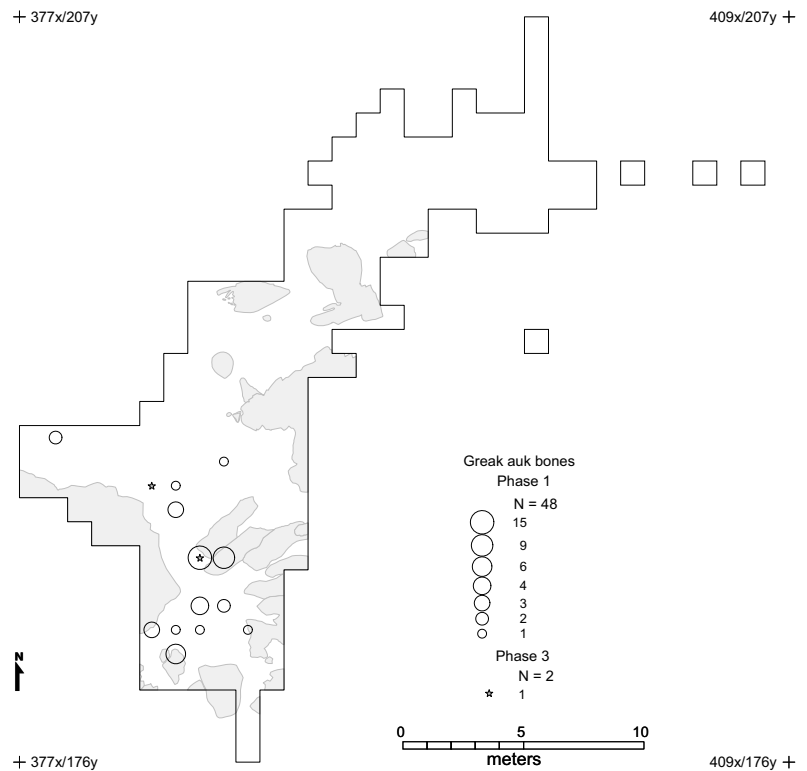 377x/207y
409x/207y
Greak auk bones
Phase 1
N = 48
15
9
6
4
3
2
1
Phase 3
N = 2
1
N
0 5 10
meters
377x/176y
409x/176y